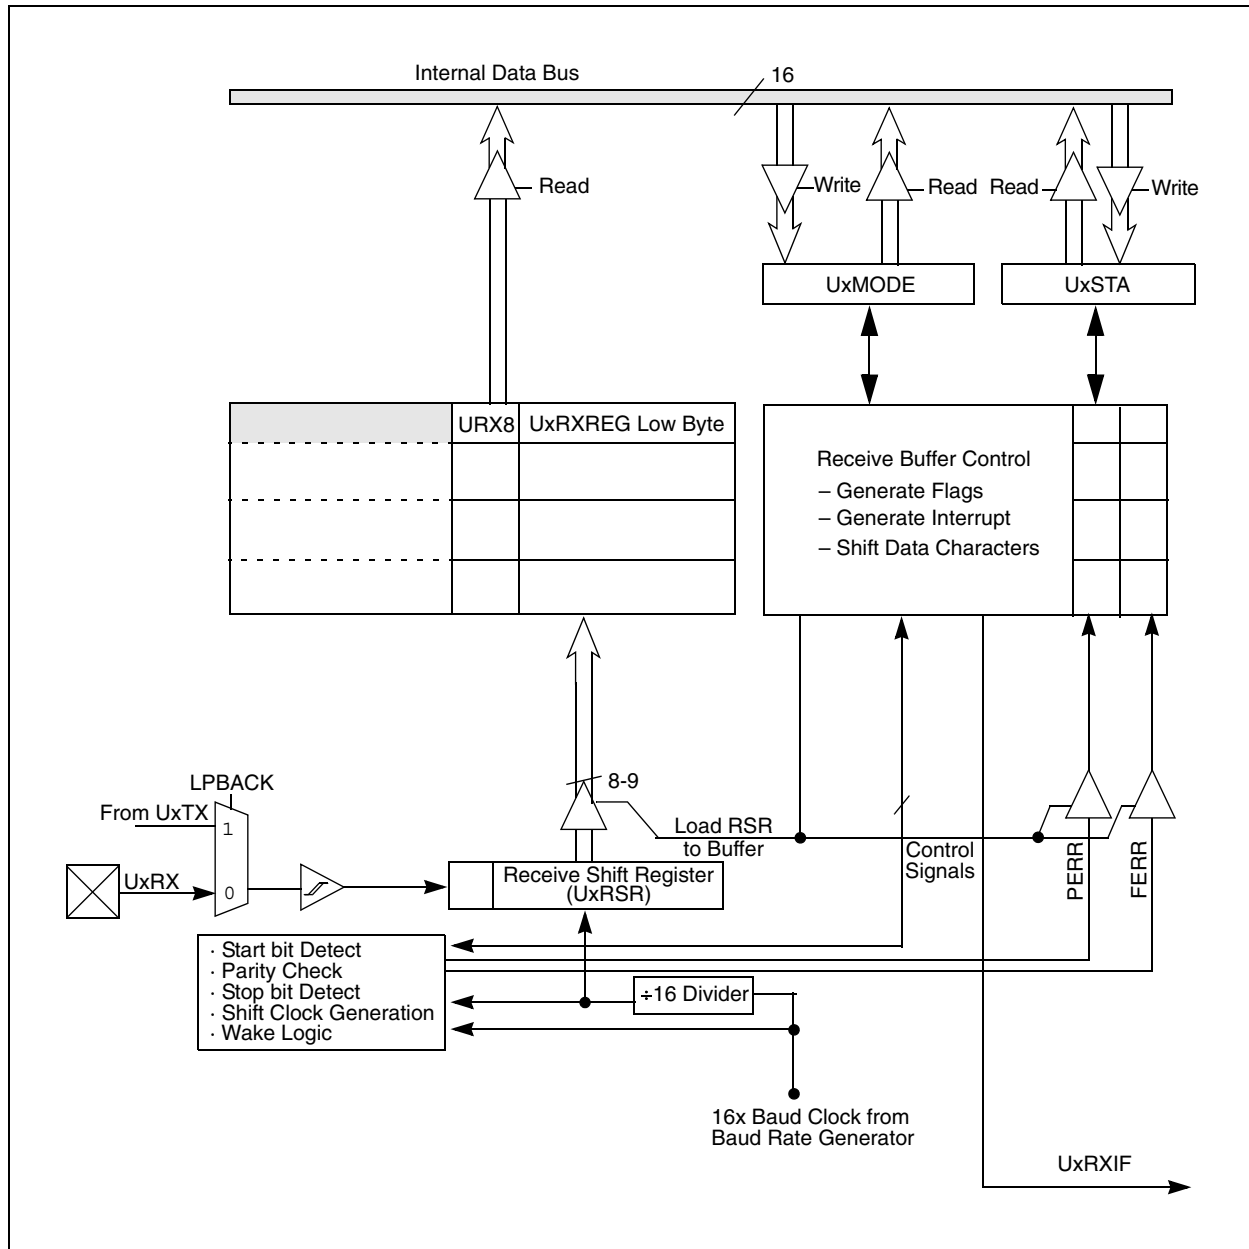 Internal Data Bus
16
Read
Write
Read
Read
Write
UxMODE
UxSTA
URX8
UxRXREG Low Byte
Receive Buffer Control
– Generate Flags
– Generate Interrupt
– Shift Data Characters
LPBACK
8-9
From UxTX
1
Load RSR
to Buffer
Control
Signals
PERR
FERR
UxRX
0
Receive Shift Register
(UxRSR)
· Start bit Detect
· Parity Check
· Stop bit Detect
· Shift Clock Generation
· Wake Logic
÷16 Divider
16x Baud Clock from
Baud Rate Generator
UxRXIF